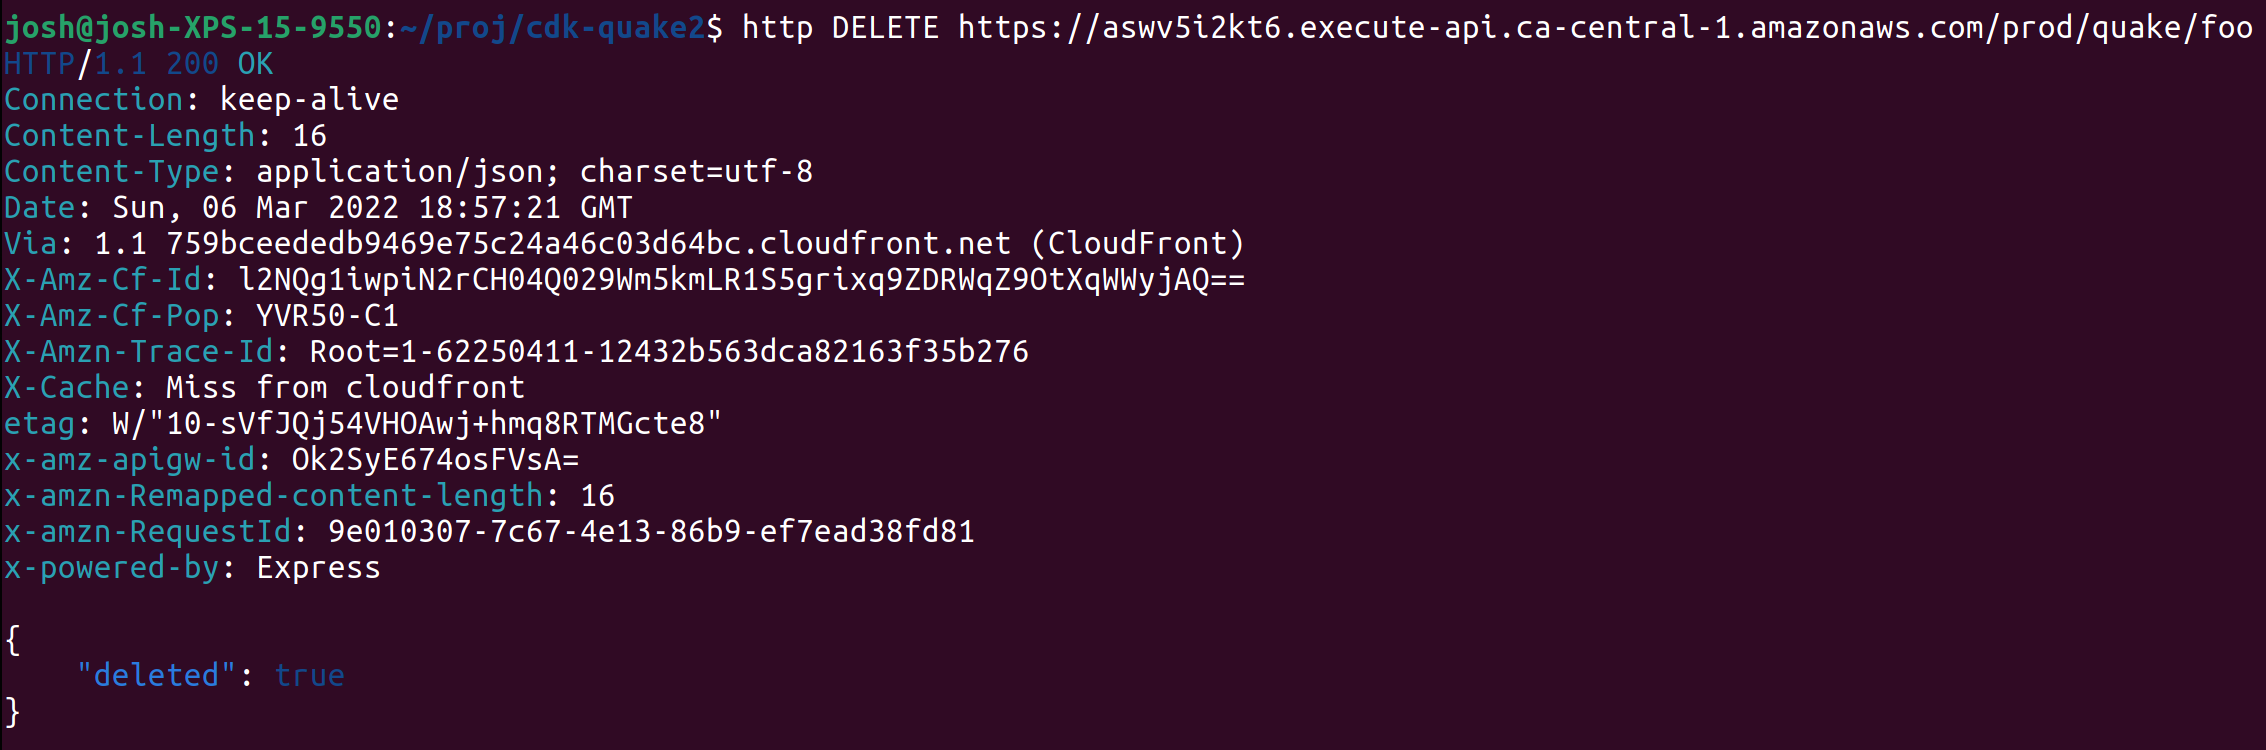 josh@josh-XPS-15-9550:~/proj/cdk-quake2$ http DELETE https://aswv5i2kt6.execute-api.ca-central-1.amazonaws.com/prod/quake/foo
HTTP/1.1 200 OK
Connection: keep-alive
Content-Length: 16
Content-Type: application/json; charset=utf-8
Date: Sun, 06 Mar 2022 18:57:21 GMT
Via: 1.1 759bceededb9469e75c24a46c03d64bc.cloudfront.net (CloudFront)
X-Amz-Cf-Id: l2NQg1iwpiN2rCH04Q029Wm5kmLR1S5grixq9ZDRWqZ9OtXqWWyjAQ==
X-Amz-Cf-Pop: YVR50-C1
X-Amzn-Trace-Id: Root=1-62250411-12432b563dca82163f35b276
X-Cache: Miss from cloudfront
etag: W/"10-sVfJQj54VHOAwj+hmq8RTMGcte8"
x-amz-apigw-id: Ok2SyE674osFVsA=
x-amzn-Remapped-content-length: 16
x-amzn-RequestId: 9e010307-7c67-4e13-86b9-ef7ead38fd81
x-powered-by: Express
{
    "deleted": true
}